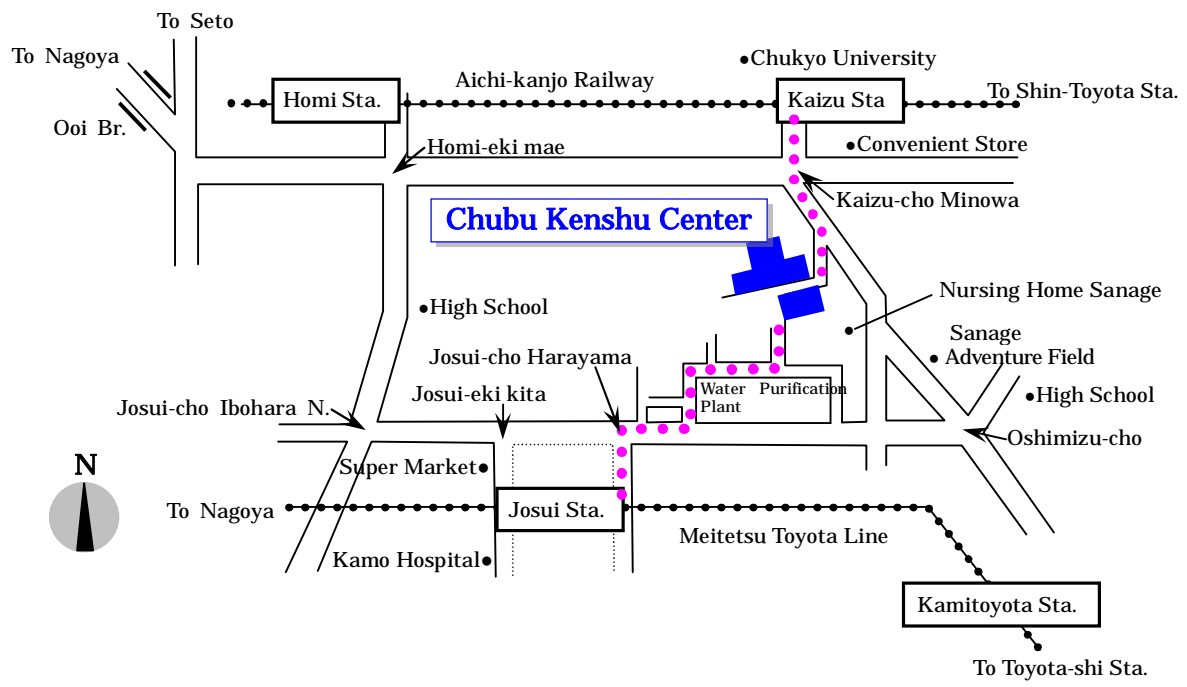 To Seto
To Nagoya
Chukyo University
Aichi-kanjo Railway
Homi Sta.
Kaizu Sta
To Shin-Toyota Sta.
Ooi Br.
Homi-eki mae
Convenient Store
Kaizu-cho Minowa
Chubu Kenshu Center
Nursing Home Sanage
High School
Sanage
Adventure Field
Josui-cho Harayama
Water Purification
Plant
Josui-eki kita
High School
Josui-cho Ibohara N.
Oshimizu-cho
N
Super Market
To Nagoya
Josui Sta.
Meitetsu Toyota Line
Kamo Hospital
Kamitoyota Sta.
To Toyota-shi Sta.